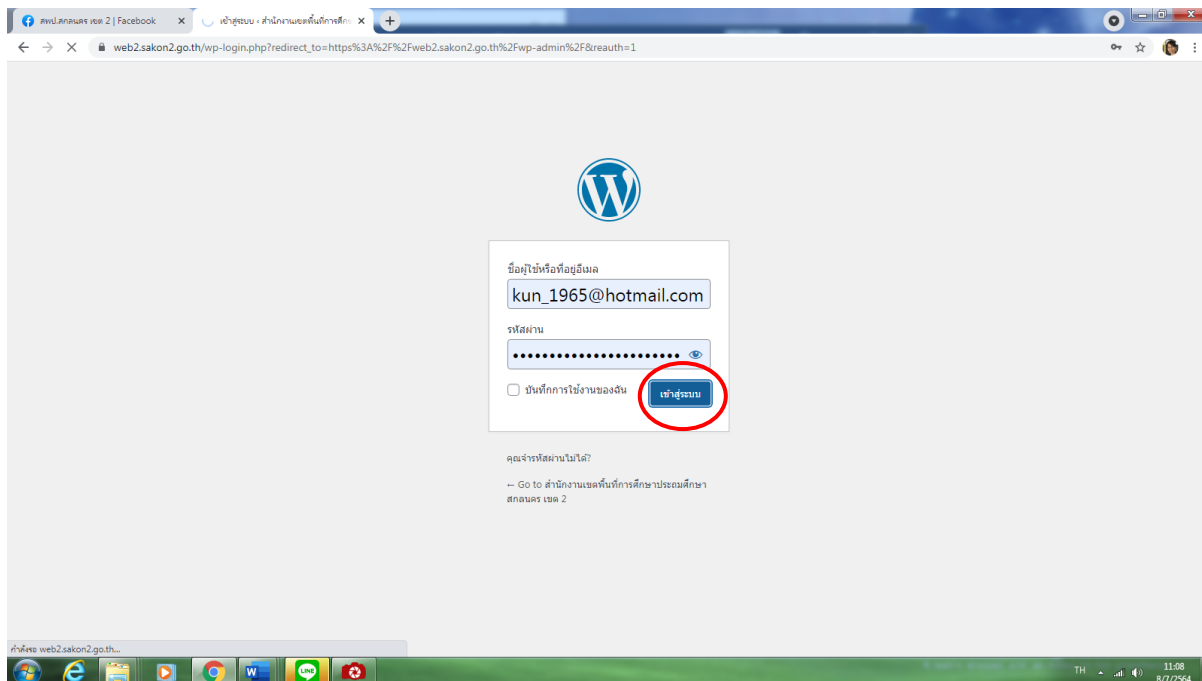 สพป.สกลนคร เขต 2 | Facebook
เข้าสู่ระบบ ‹ สำนักงานเขตพื้นที่การศึก
web2.sakon2.go.th/wp-login.php?redirect_to=https%3A%2F%2Fweb2.sakon2.go.th%2Fwp-admin%2F&reauth=1
ชื่อผู้ใช้หรือที่อยู่อีเมล
kun_1965@hotmail.com
รหัสผ่าน
••••••••••••••••••••••••
บันทึกการใช้งานของฉัน
เข้าสู่ระบบ
คุณจำรหัสผ่านไม่ได้?
← Go to สำนักงานเขตพื้นที่การศึกษาประถมศึกษา
สกลนคร เขต 2
กำลังรอ web2.sakon2.go.th...
LINE
TH
11:08
8/7/2564